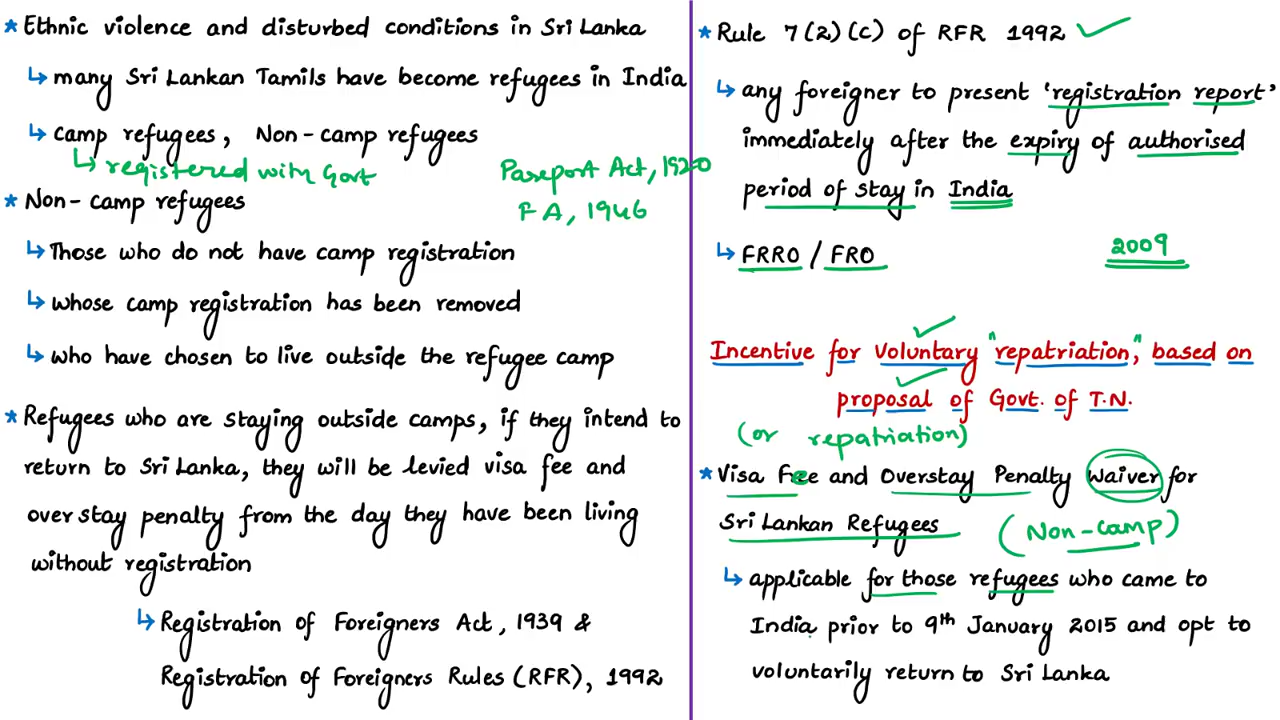 * Ethnic violence and disturbed conditions in Sri Lanka
↳ many Sri Lankan Tamils have become refugees in India
↳ Camp refugees, Non-camp refugees
↳ registered with Govt
Passport Act, 1920
* Non-camp refugees
F A, 1946
↳ Those who do not have camp registration
↳ whose camp registration has been removed
↳ who have chosen to live outside the refugee camp
* Refugees who are staying outside camps, if they intend to
return to Sri Lanka, they will be levied visa fee and
over stay penalty from the day they have been living
without registration
↳ Registration of Foreigners Act, 1939 &
Registration of Foreigners Rules (RFR), 1992
* Rule 7(2)(c) of RFR 1992 ✓
↳ any foreigner to present 'registration report'
immediately after the expiry of authorised
period of stay in India
↳ FRRO / FRO
2009
Incentive for Voluntary "repatriation," based on
proposal of Govt. of T.N.
(or repatriation)
* Visa Fee and Overstay Penalty Waiver for
Sri Lankan Refugees
(Non-camp)
↳ applicable for those refugees who came to
India prior to 9th January 2015 and opt to
voluntarily return to Sri Lanka